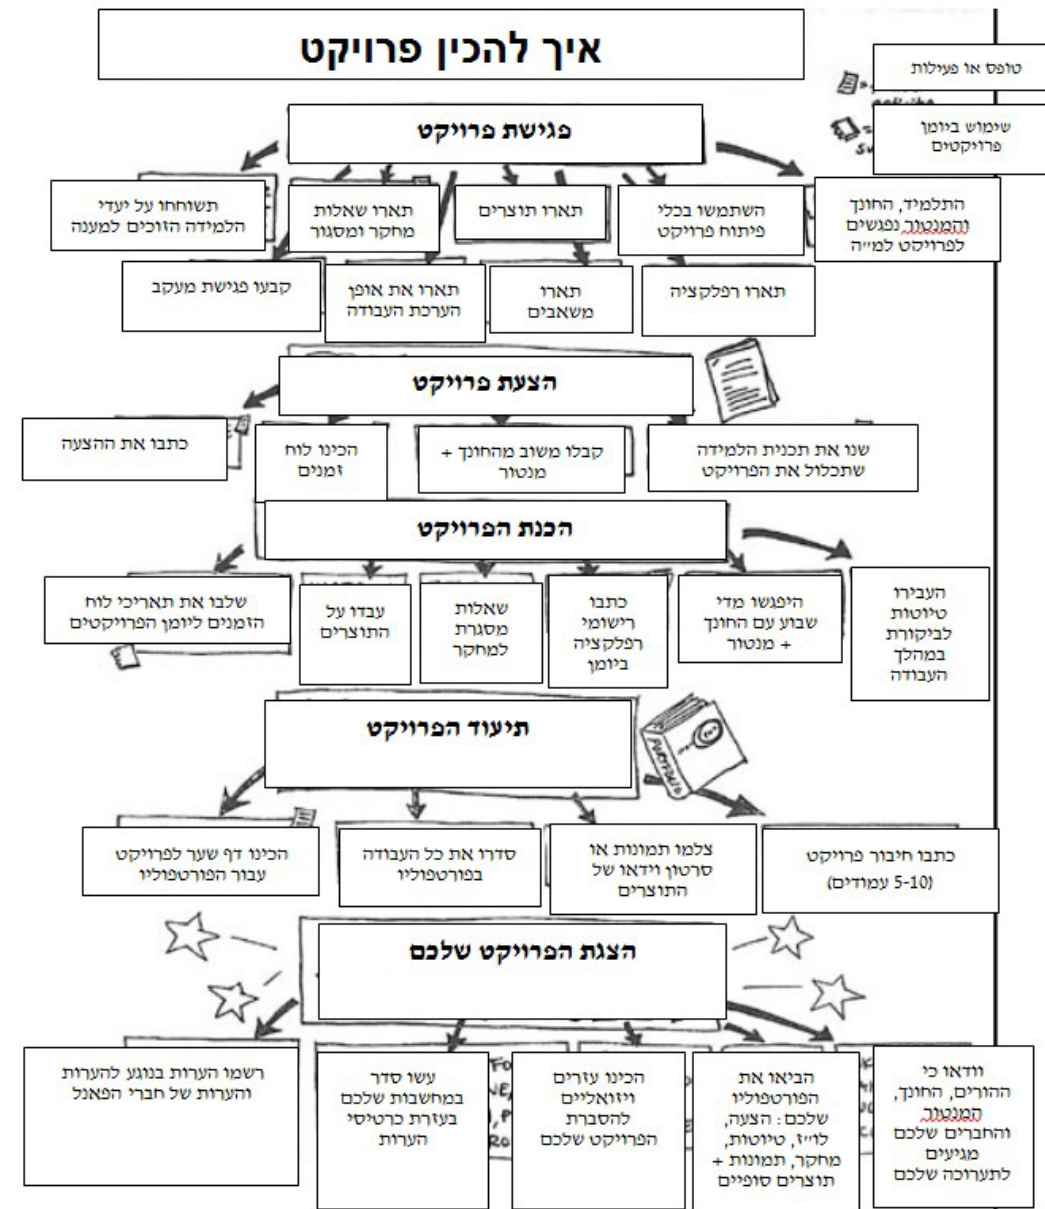 איך להכין פרויקט
טופס או פעילות
שימוש ביומן
פרויקטים
פגישת פרויקט
התלמיד, החונך
והמנטור נפגשים
לפרויקט למ״ה
השתמשו בכלי
פיתוח פרויקט
תארו תוצרים
תארו שאלות
מחקר ומסגור
תשוחחו על יעדי
הלמידה הזוכים למענה
תארו רפלקציה
תארו
משאבים
תארו את אופן
הערכת העבודה
קבעו פגישת מעקב
הצעת פרויקט
שנו את תכנית הלמידה
שתכלול את הפרויקט
קבלו משוב מהחונך +
מנטור
הכינו לוח
זמנים
כתבו את ההצעה
הכנת הפרויקט
העבירו
טיוטות
לביקורת
במהלך
העבודה
היפגשו מדי
שבוע עם החונך
+ מנטור
כתבו
רישומי
רפלקציה
ביומן
שאלות
מסגרת
למחקר
עבדו על
התוצרים
שלבו את תאריכי לוח
הזמנים ליומן הפרויקטים
תיעוד הפרויקט
PORTFOLIO
כתבו חיבור פרויקט
(5-10 עמודים)
צלמו תמונות או
סרטון וידאו של
התוצרים
סדרו את כל העבודה
בפורטפוליו
הכינו דף שער לפרויקט
עבור הפורטפוליו
הצגת הפרויקט שלכם
וודאו כי
ההורים, החונך,
המנטור
והחברים שלכם
מגיעים
לתערוכה שלכם
הביאו את
הפורטפוליו
שלכם: הצעה,
לו״ז, טיוטות,
מחקר, תמונות +
תוצרים סופיים
הכינו עזרים
ויזואליים
להסברת
הפרויקט שלכם
עשו סדר
במחשבות שלכם
בעזרת כרטיסי
הערות
רשמו הערות בנוגע להערות
והערות של חברי הפאנל